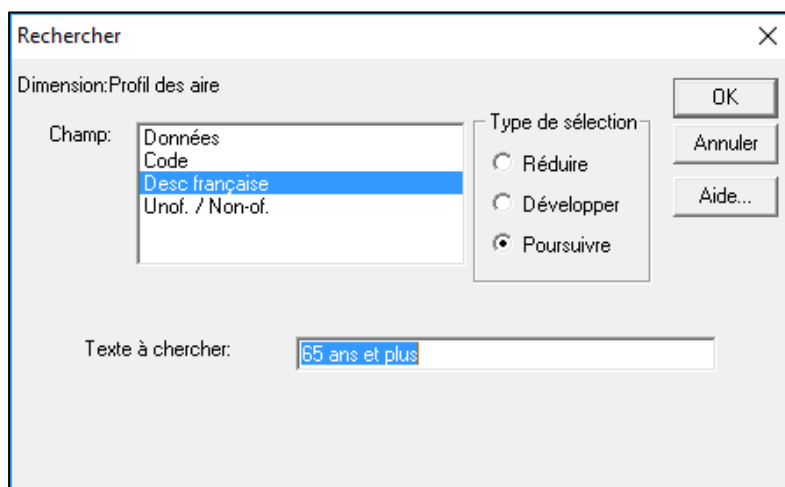 Rechercher
Dimension:Profil des aire
Champ:
Données
Code
Desc française
Unof. / Non-of.
Type de sélection
Réduire
Développer
Poursuivre
OK
Annuler
Aide...
Texte à chercher:
65 ans et plus